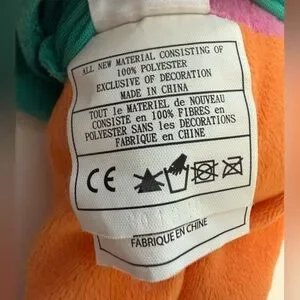 ALL NEW MATERIAL CONSISTING OF
100% POLYESTER
EXCLUSIVE OF DECORATION
MADE IN CHINA
TOUT le MATERIEL de NOUVEAU
CONSISTE en 100% FIBRES en
POLYESTER SANS les DECORATIONS
FABRIQUE en CHINE
CE
FABRIQUÉ EN CHINE